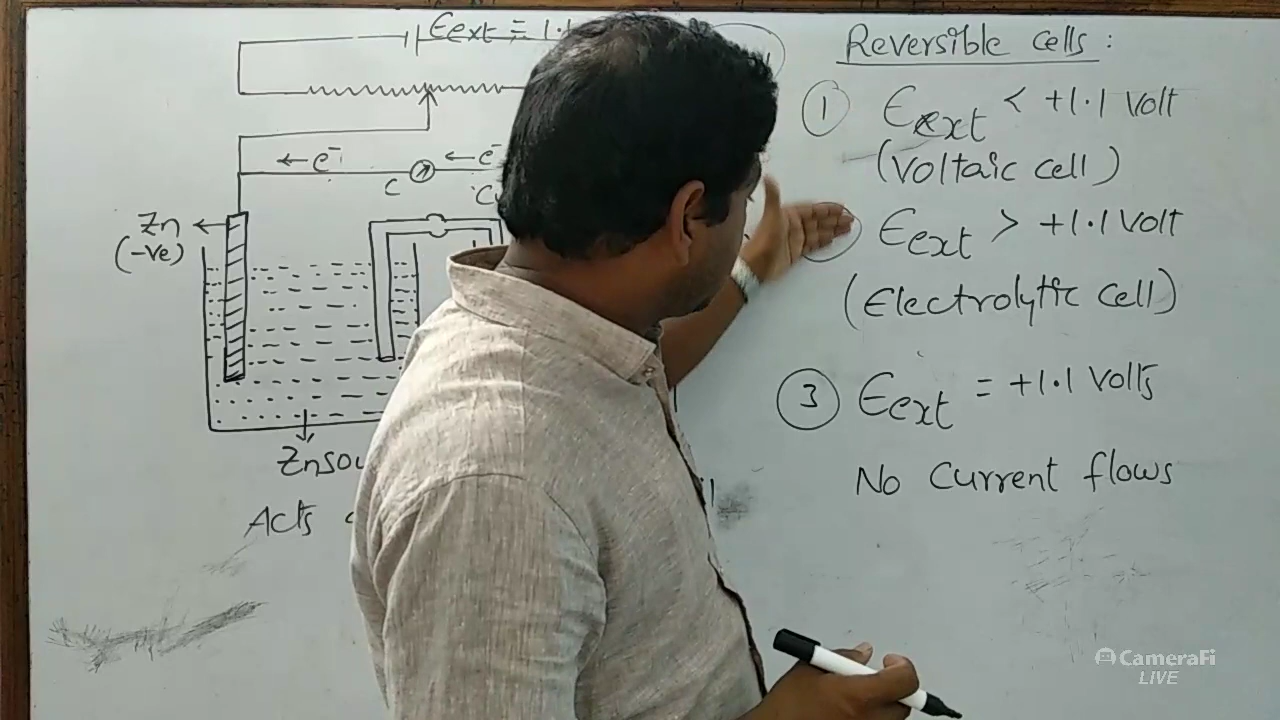 Eext = 1.1
← e⁻
← e⁻
C
Zn
(-ve)
Acts
Reversible cells :
① Eext < +1.1 Volt
(Voltaic cell)
Eext > +1.1 Volt
(Electrolytic cell)
③ Eext = +1.1 Volts
No Current flows
CameraFi
LIVE